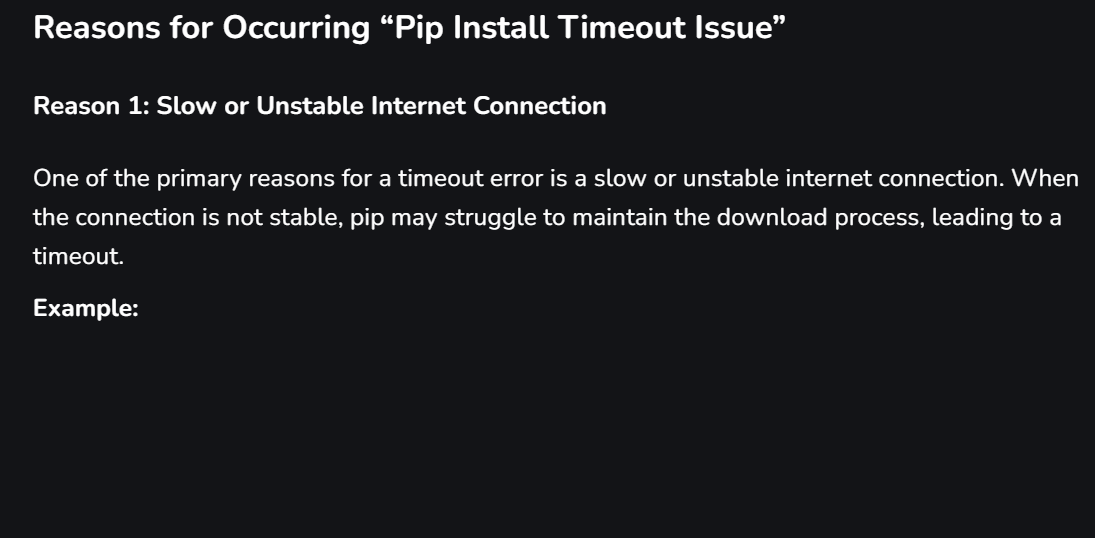 Reasons for Occurring “Pip Install Timeout Issue”
Reason 1: Slow or Unstable Internet Connection
One of the primary reasons for a timeout error is a slow or unstable internet connection. When
the connection is not stable, pip may struggle to maintain the download process, leading to a
timeout.
Example: